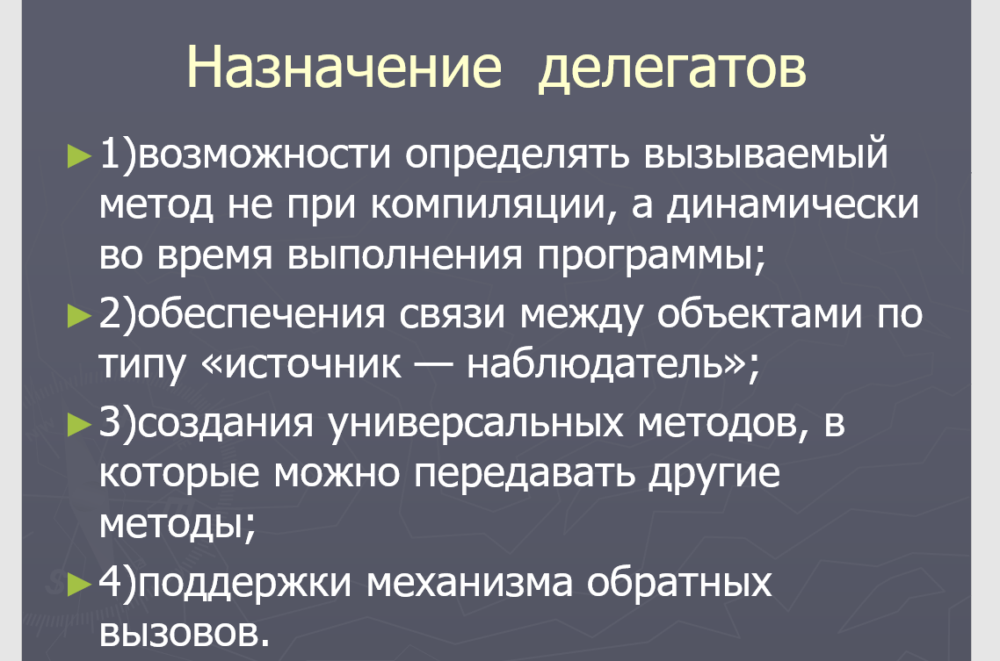 Назначение делегатов
►1)возможности определять вызываемый
метод не при компиляции, а динамически
во время выполнения программы;
►2)обеспечения связи между объектами по
типу «источник — наблюдатель»;
►3)создания универсальных методов, в
которые можно передавать другие
методы;
►4)поддержки механизма обратных
вызовов.